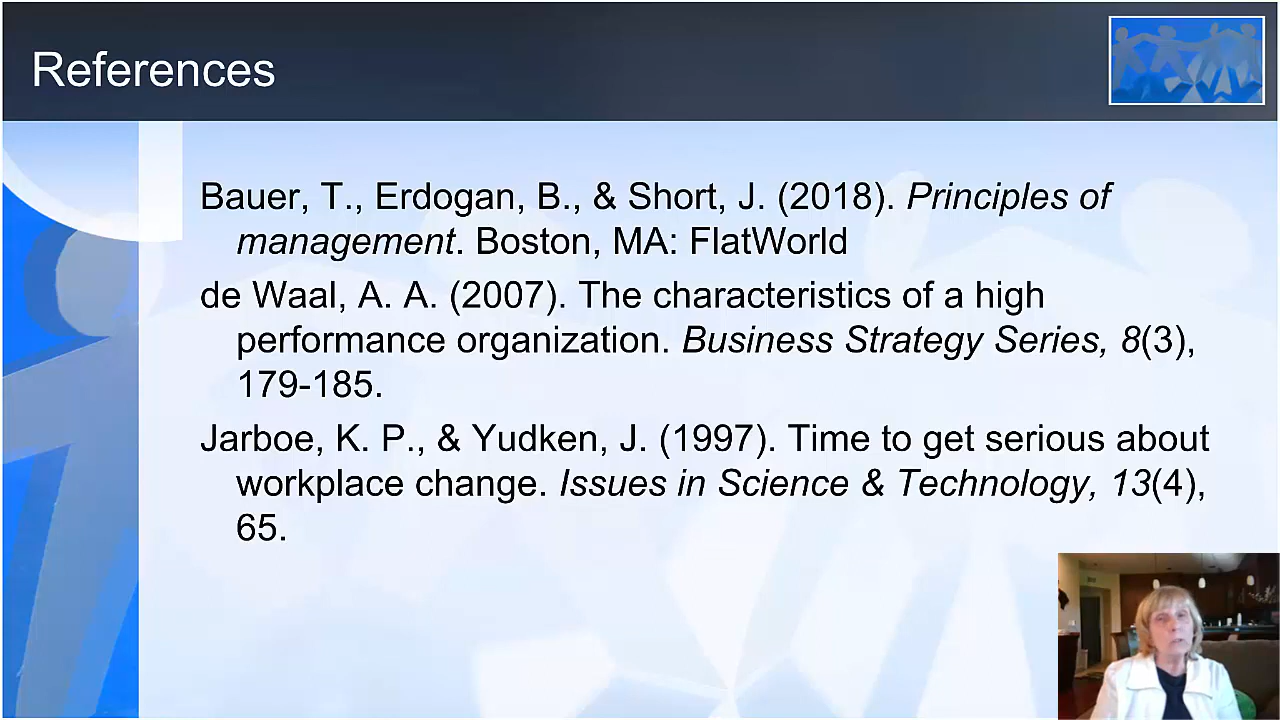 References
Bauer, T., Erdogan, B., & Short, J. (2018). Principles of
management. Boston, MA: FlatWorld
de Waal, A. A. (2007). The characteristics of a high
performance organization. Business Strategy Series, 8(3),
179-185.
Jarboe, K. P., & Yudken, J. (1997). Time to get serious about
workplace change. Issues in Science & Technology, 13(4),
65.